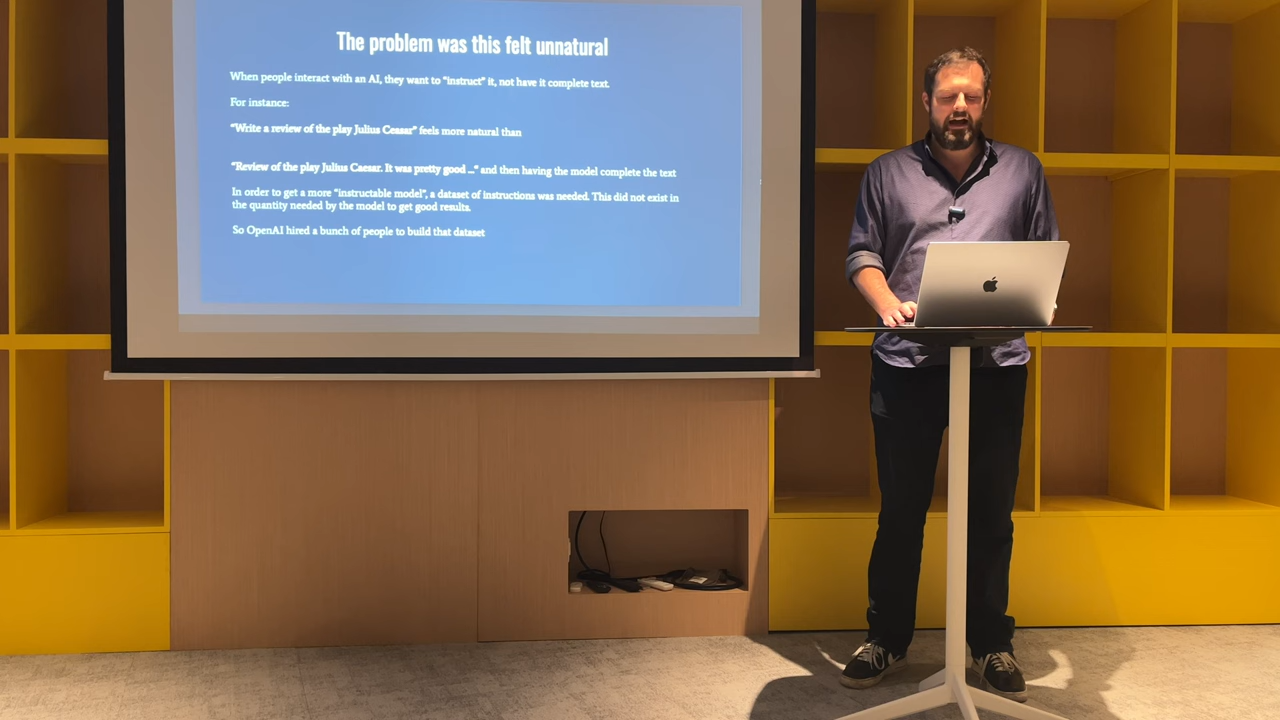 The problem was this felt unnatural
When people interact with an AI, they want to “instruct” it, not have it complete text.
For instance:
“Write a review of the play Julius Ceasar” feels more natural than
“Review of the play Julius Caesar. It was pretty good ...” and then having the model complete the text
In order to get a more “instructable model”, a dataset of instructions was needed. This did not exist in
the quantity needed by the model to get good results.
So OpenAI hired a bunch of people to build that dataset